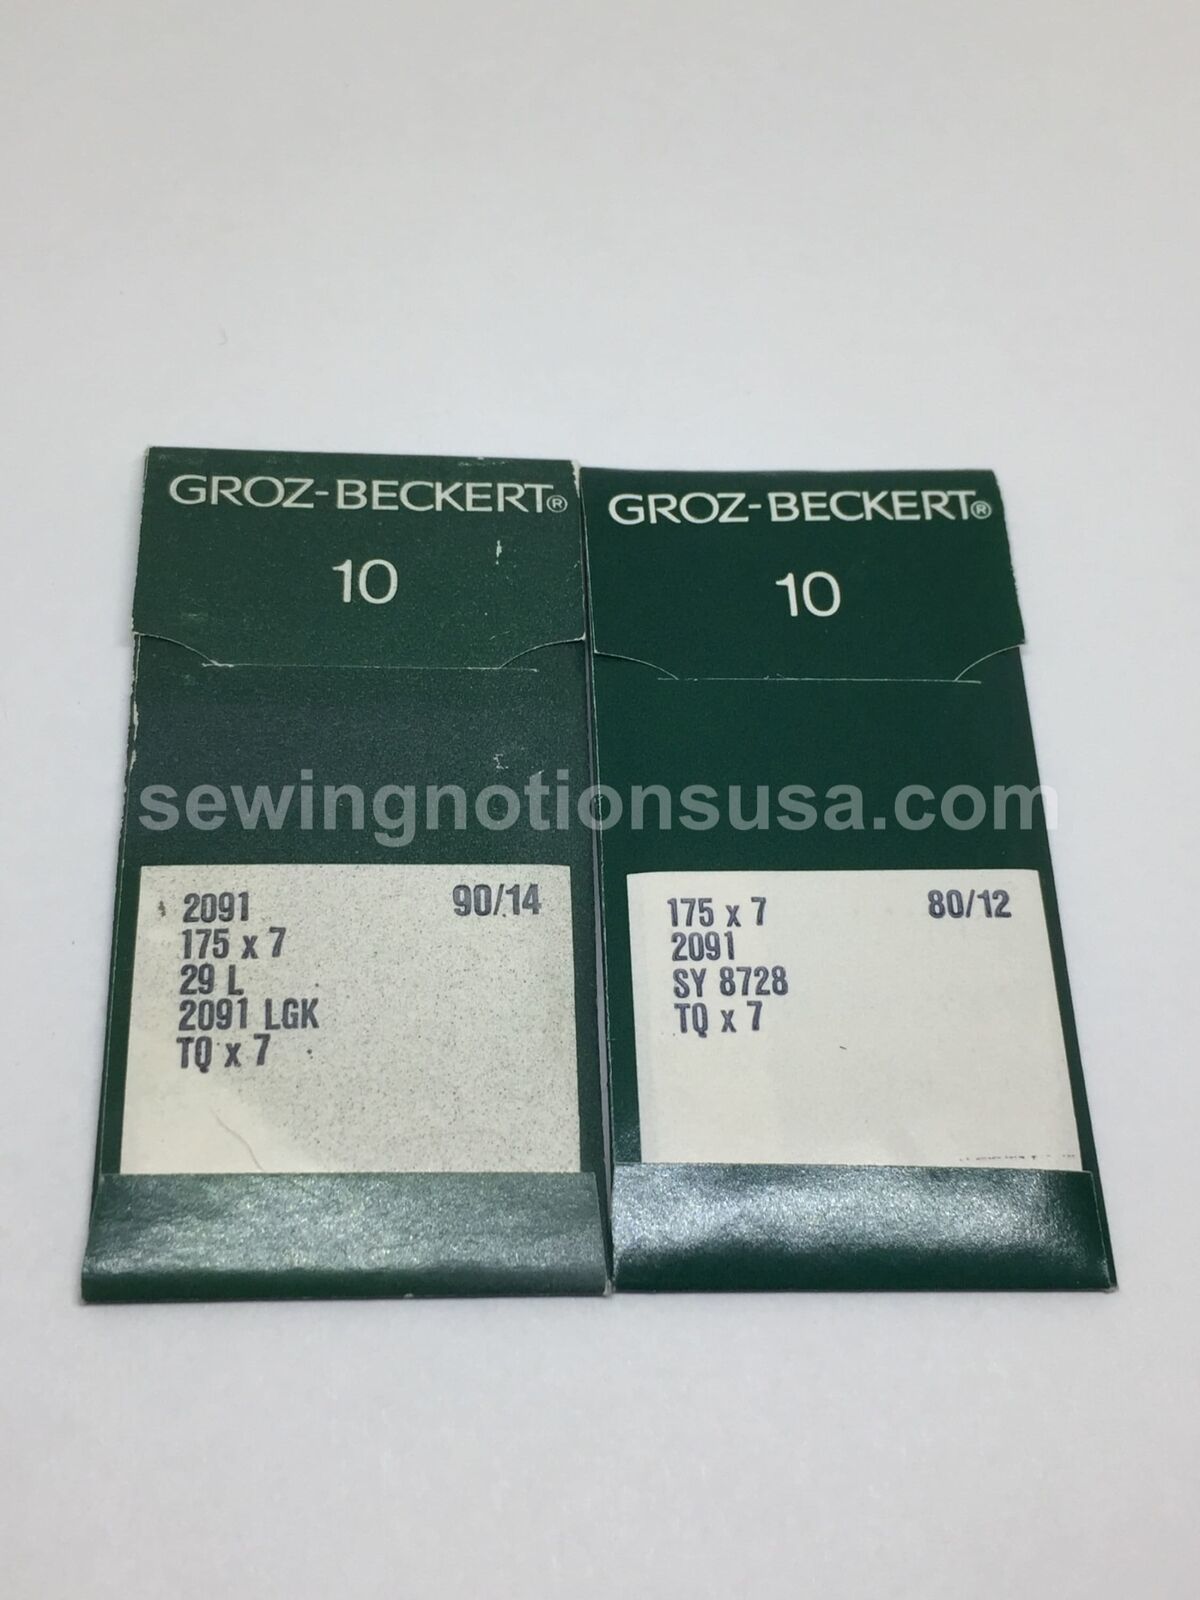 GROZ-BECKERT®
10
2091 90/14
175 x 7
29 L
2091 LGK
TQ x 7
GROZ-BECKERT®
10
175 x 7 80/12
2091
SY 8728
TQ x 7
sewingnotionsusa.com